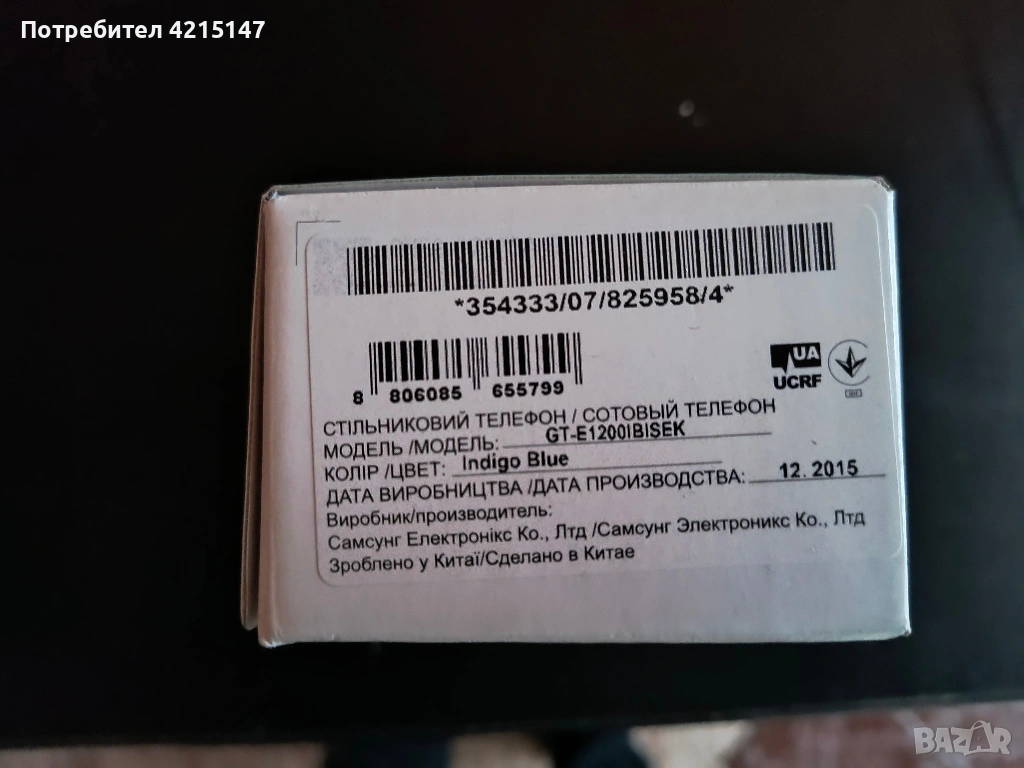 Потребител 4215147
*354333/07/825958/4*
8 806085 655799
UA
UCRF
СТІЛЬНИКОВИЙ ТЕЛЕФОН / СОТОВЫЙ ТЕЛЕФОН
МОДЕЛЬ /МОДЕЛЬ: GT-E1200IBISEK
КОЛІР /ЦВЕТ: Indigo Blue
ДАТА ВИРОБНИЦТВА /ДАТА ПРОИЗВОДСТВА: 12. 2015
Виробник/производитель:
Самсунг Електронікс Ко., Лтд /Самсунг Электроникс Ко., Лтд
Зроблено у Китаї/Сделано в Китае
BAZAR